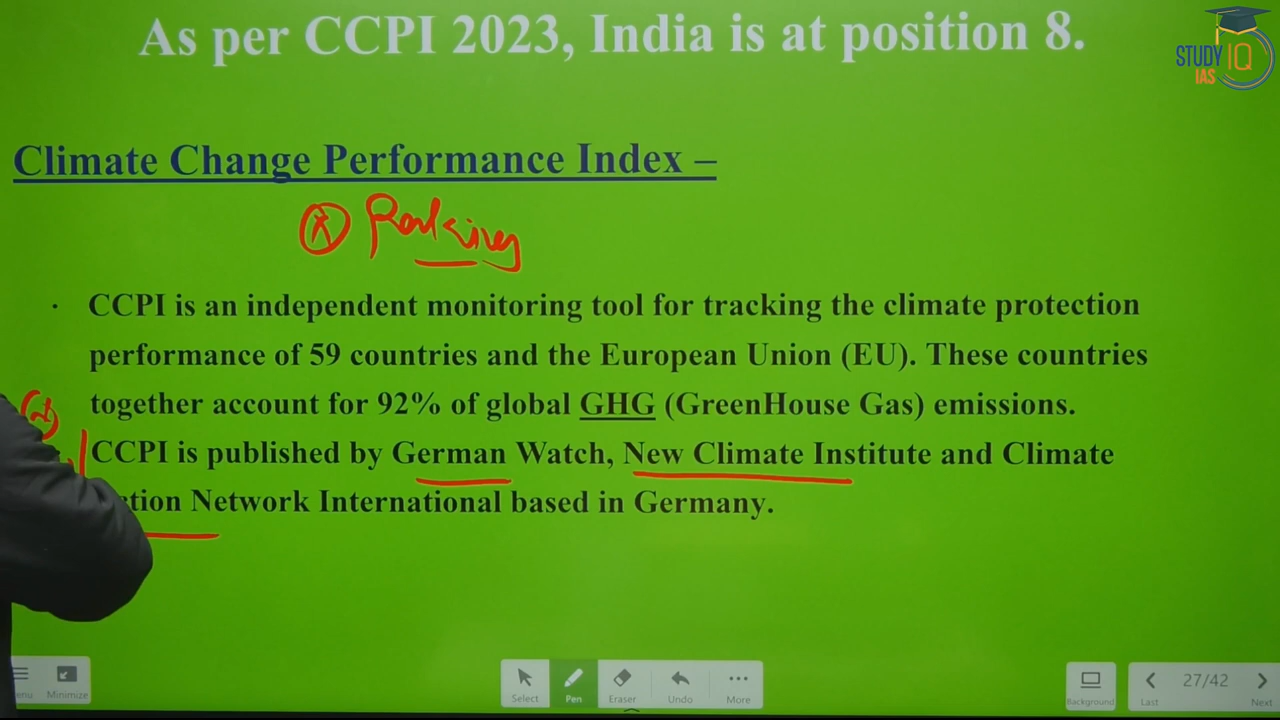 As per CCPI 2023, India is at position 8.
STUDY IQ
IAS
Climate Change Performance Index –
Ranking
· CCPI is an independent monitoring tool for tracking the climate protection
performance of 59 countries and the European Union (EU). These countries
together account for 92% of global GHG (GreenHouse Gas) emissions.
CCPI is published by German Watch, New Climate Institute and Climate
tion Network International based in Germany.
enu
Minimize
Select
Pen
Eraser
Undo
More
Background
Last
27/42
Next